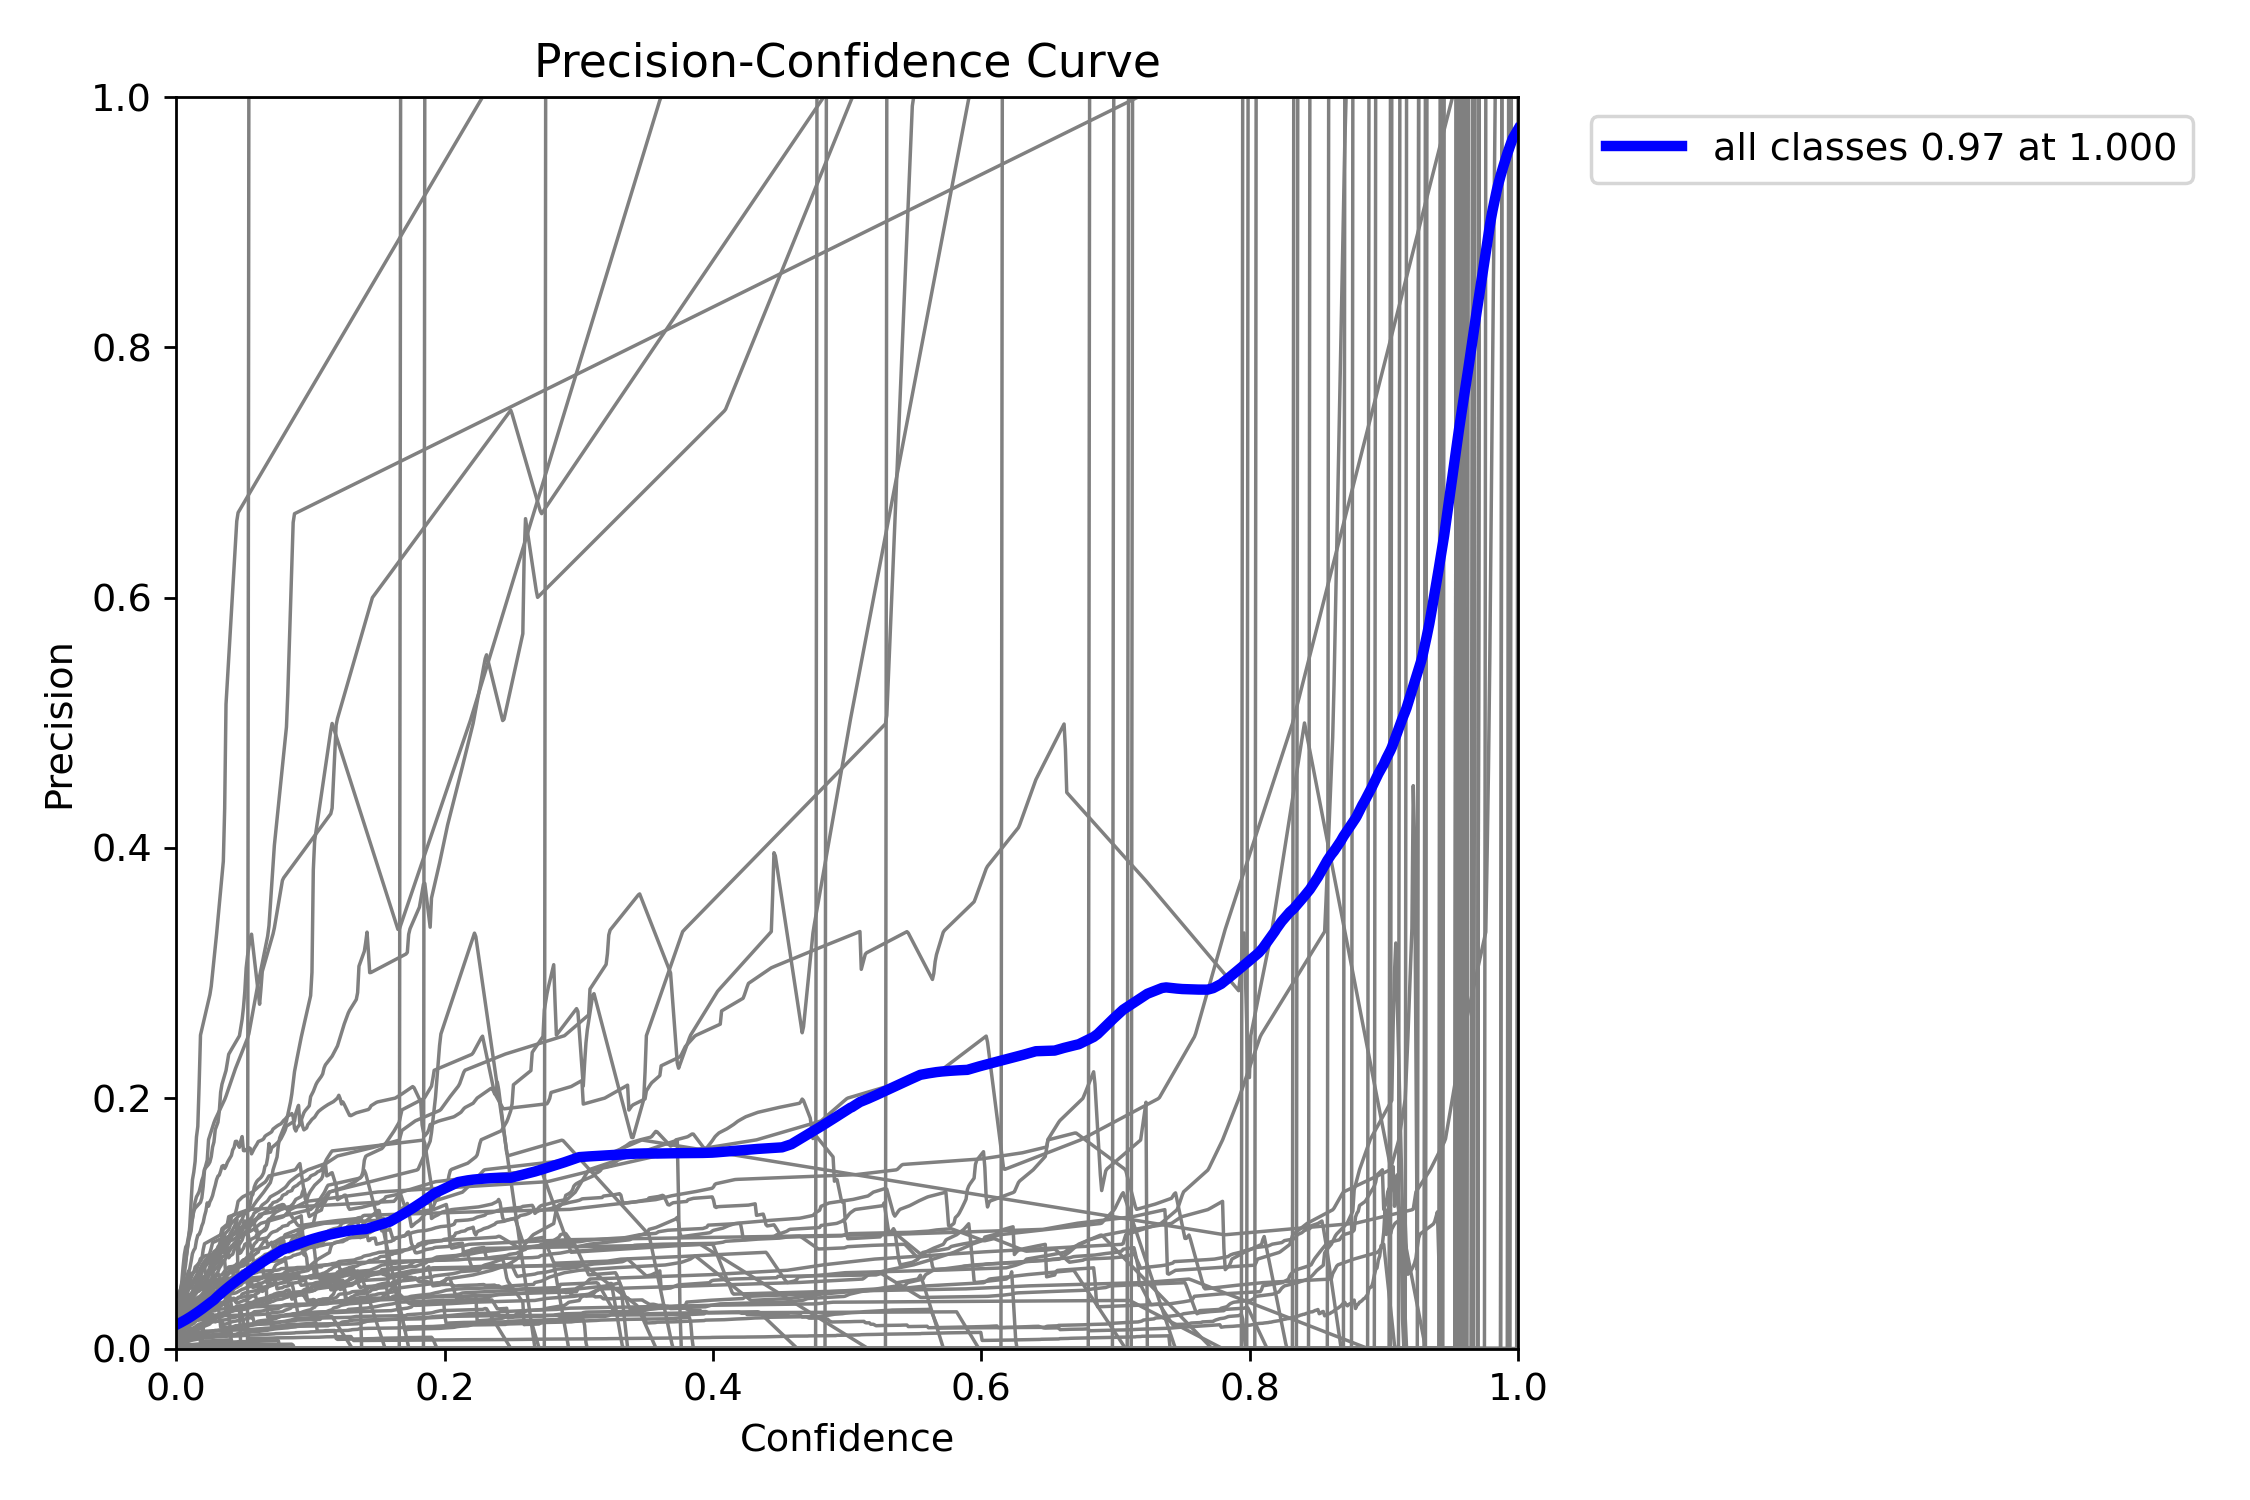 Precision-Confidence Curve
1.0
0.8
0.6
0.4
0.2
0.0
Precision
0.0 0.2 0.4 0.6 0.8 1.0
Confidence
all classes 0.97 at 1.000